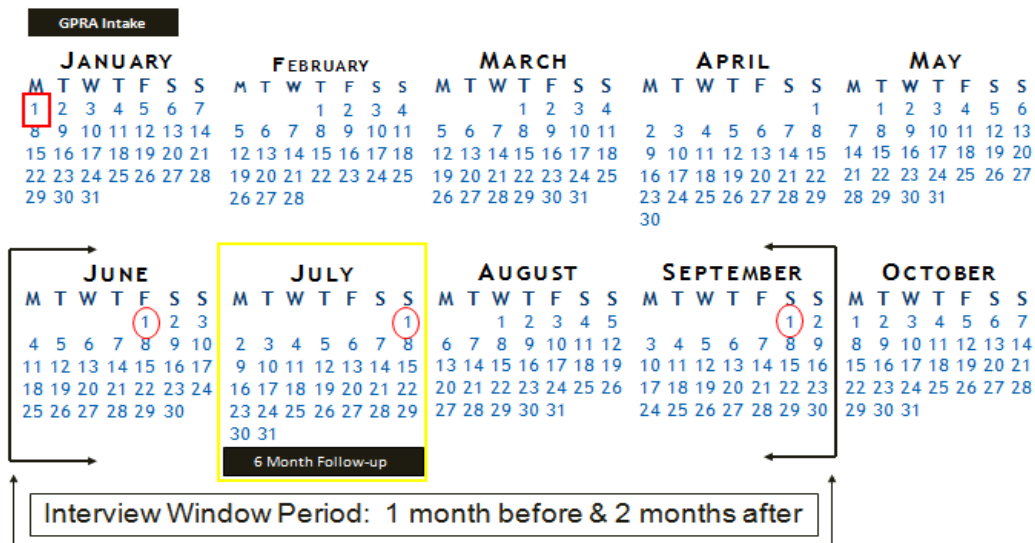 GPRA Intake
JANUARY
M T W T F S S
1 2 3 4 5 6 7
8 9 10 11 12 13 14
15 16 17 18 19 20 21
22 23 24 25 26 27 28
29 30 31
FEBRUARY
M T W T F S S
1 2 3 4
5 6 7 8 9 10 11
12 13 14 15 16 17 18
19 20 21 22 23 24 25
26 27 28
MARCH
M T W T F S S
1 2 3 4
5 6 7 8 9 10 11
12 13 14 15 16 17 18
19 20 21 22 23 24 25
26 27 28 29 30 31
APRIL
M T W T F S S
1
2 3 4 5 6 7 8
9 10 11 12 13 14 15
16 17 18 19 20 21 22
23 24 25 26 27 28 29
30
MAY
M T W T F S S
1 2 3 4 5 6
7 8 9 10 11 12 13
14 15 16 17 18 19 20
21 22 23 24 25 26 27
28 29 30 31
JUNE
M T W T F S S
1 2 3
4 5 6 7 8 9 10
11 12 13 14 15 16 17
18 19 20 21 22 23 24
25 26 27 28 29 30
JULY
M T W T F S S
1
2 3 4 5 6 7 8
9 10 11 12 13 14 15
16 17 18 19 20 21 22
23 24 25 26 27 28 29
30 31
6 Month Follow-up
AUGUST
M T W T F S S
1 2 3 4 5
6 7 8 9 10 11 12
13 14 15 16 17 18 19
20 21 22 23 24 25 26
27 28 29 30 31
SEPTEMBER
M T W T F S S
1 2
3 4 5 6 7 8 9
10 11 12 13 14 15 16
17 18 19 20 21 22 23
24 25 26 27 28 29 30
OCTOBER
M T W T F S S
1 2 3 4 5 6 7
8 9 10 11 12 13 14
15 16 17 18 19 20 21
22 23 24 25 26 27 28
29 30 31
Interview Window Period: 1 month before & 2 months after